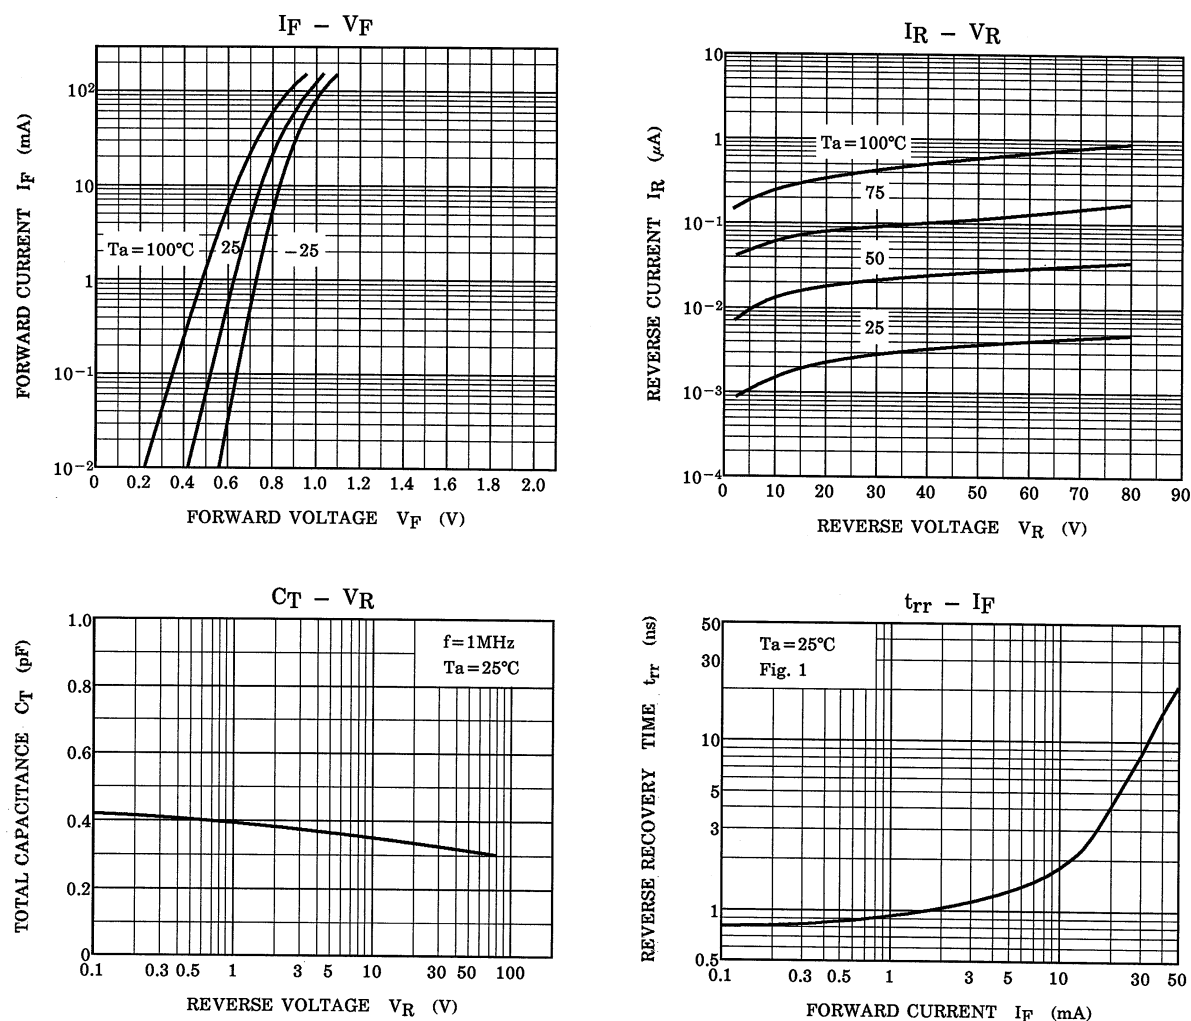 IF – VF
FORWARD CURRENT IF (mA)
10²
10
1
10⁻¹
10⁻²
Ta=100℃
25
−25
0 0.2 0.4 0.6 0.8 1.0 1.2 1.4 1.6 1.8 2.0
FORWARD VOLTAGE VF (V)
IR – VR
REVERSE CURRENT IR (μA)
10
1
10⁻¹
10⁻²
10⁻³
10⁻⁴
Ta=100℃
75
50
25
0 10 20 30 40 50 60 70 80 90
REVERSE VOLTAGE VR (V)
CT – VR
TOTAL CAPACITANCE CT (pF)
1.0
0.8
0.6
0.4
0.2
0
f=1MHz
Ta=25℃
0.1 0.3 0.5 1 3 5 10 30 50 100
REVERSE VOLTAGE VR (V)
trr – IF
REVERSE RECOVERY TIME trr (ns)
50
30
10
5
3
1
0.5
Ta=25℃
Fig. 1
0.1 0.3 0.5 1 3 5 10 30 50
FORWARD CURRENT IF (mA)